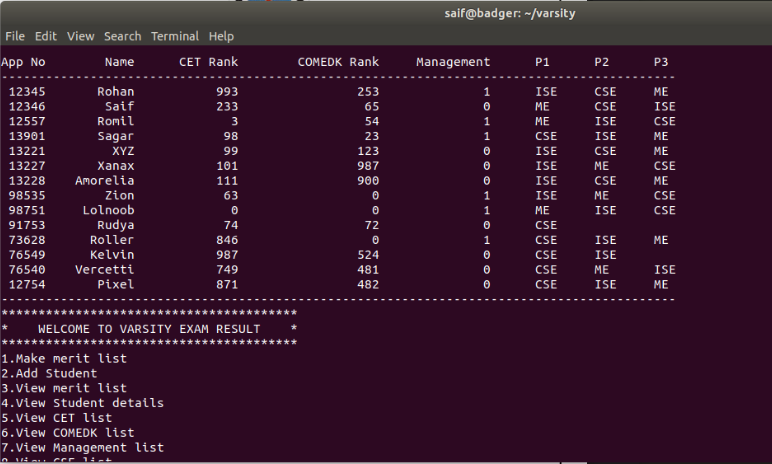 saif@badger: ~/varsity
File Edit View Search Terminal Help
App No Name CET Rank COMEDK Rank Management P1 P2 P3
--------------------------------------------------------------------------------------------
12345 Rohan 993 253 1 ISE CSE ME
12346 Saif 233 65 0 ME CSE ISE
12557 Romil 3 54 1 ME ISE CSE
13901 Sagar 98 23 1 CSE ISE ME
13221 XYZ 99 123 0 CSE ISE ME
13227 Xanax 101 987 0 ISE ME CSE
13228 Amorelia 111 900 0 ISE CSE ME
98535 Zion 63 0 1 ISE ME CSE
98751 Lolnoob 0 0 1 ME ISE CSE
91753 Rudya 74 72 0 CSE
73628 Roller 846 0 1 CSE ISE ME
76549 Kelvin 987 524 0 CSE ISE
76540 Vercetti 749 481 0 CSE ME ISE
12754 Pixel 871 482 0 CSE ISE ME
--------------------------------------------------------------------------------------------
****************************************
* WELCOME TO VARSITY EXAM RESULT *
****************************************
1.Make merit list
2.Add Student
3.View merit list
4.View Student details
5.View CET list
6.View COMEDK list
7.View Management list
8.View CSE list